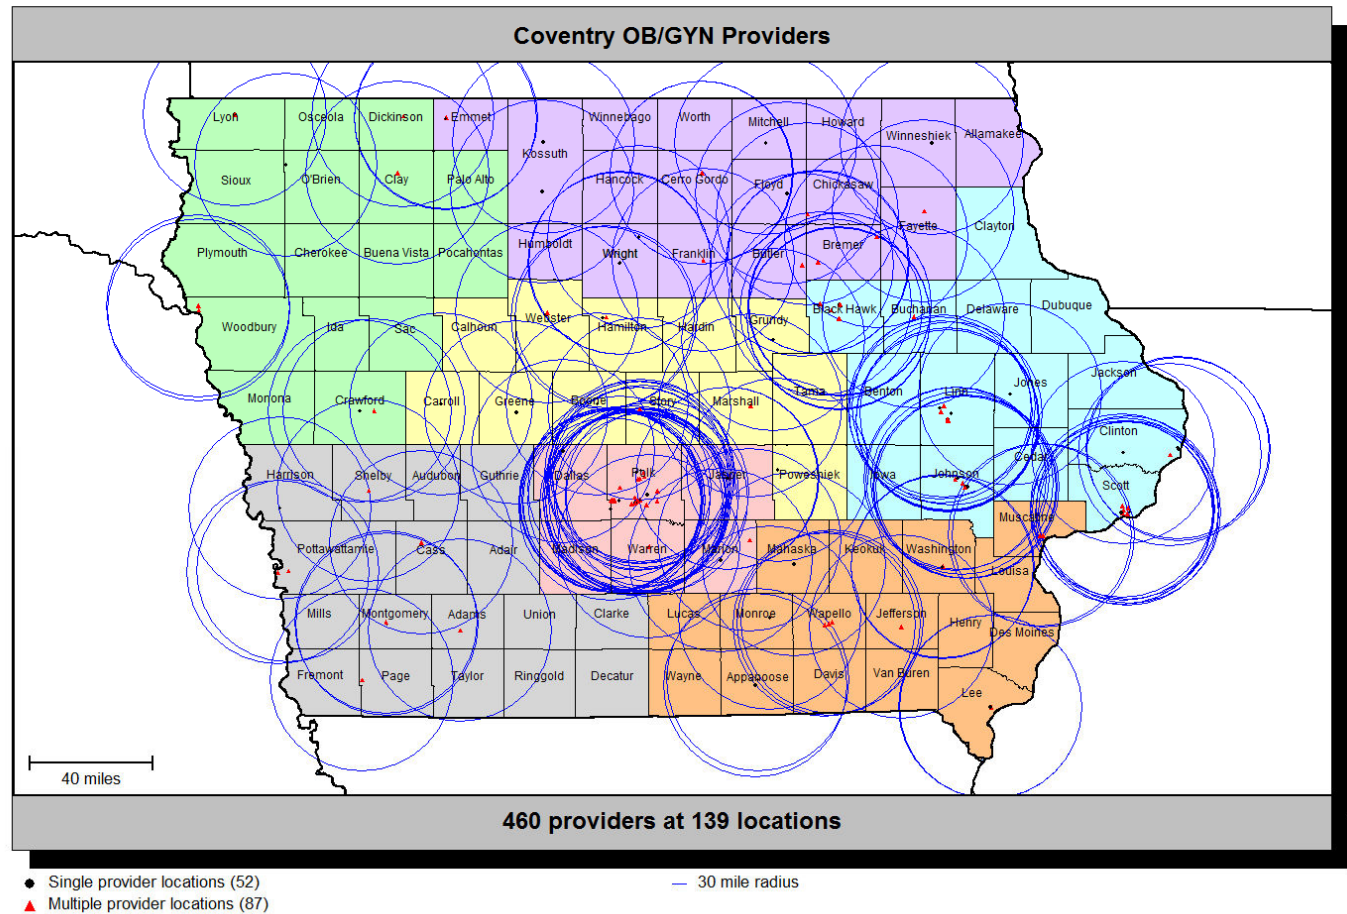 Coventry OB/GYN Providers
Lyon Osceola Dickinson Emmet Winnebago Worth Mitchell Howard Winneshiek Allamakee
Kossuth
Sioux O'Brien Clay Palo Alto Hancock Cerro Gordo Floyd Chickasaw
Fayette Clayton
Plymouth Cherokee Buena Vista Pocahontas Humboldt Wright Franklin Butler Bremer
Woodbury Ida Sac Calhoun Webster Hamilton Hardin Grundy Black Hawk Buchanan Delaware Dubuque
Monona Crawford Carroll Greene Boone Story Marshall Tama Benton Linn Jones Jackson
Clinton
Harrison Shelby Audubon Guthrie Dallas Polk Jasper Poweshiek Iowa Johnson Cedar
Scott
Muscatine
Pottawattamie Cass Adair Madison Warren Marion Mahaska Keokuk Washington
Louisa
Mills Montgomery Adams Union Clarke Lucas Monroe Wapello Jefferson Henry Des Moines
Fremont Page Taylor Ringgold Decatur Wayne Appanoose Davis Van Buren
Lee
40 miles
460 providers at 139 locations
Single provider locations (52) 30 mile radius
Multiple provider locations (87)